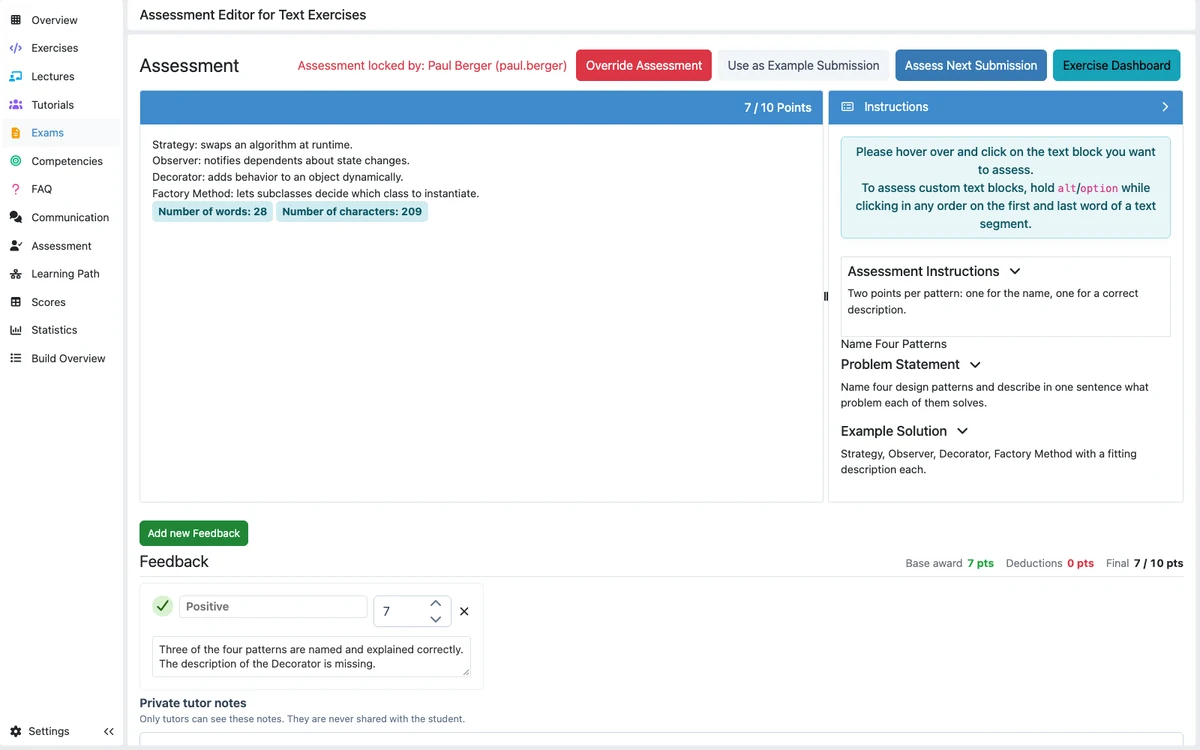 Overview
Exercises
Lectures
Tutorials
Exams
Competencies
FAQ
Communication
Assessment
Learning Path
Scores
Statistics
Build Overview
Settings
Assessment Editor for Text Exercises
Assessment
Assessment locked by: Paul Berger (paul.berger)
Override Assessment
Use as Example Submission
Assess Next Submission
Exercise Dashboard
7 / 10 Points
Strategy: swaps an algorithm at runtime.
Observer: notifies dependents about state changes.
Decorator: adds behavior to an object dynamically.
Factory Method: lets subclasses decide which class to instantiate.
Number of words: 28 Number of characters: 209
Instructions
Please hover over and click on the text block you want
to assess.
To assess custom text blocks, hold alt/option while
clicking in any order on the first and last word of a text
segment.
Assessment Instructions
Two points per pattern: one for the name, one for a correct
description.
Name Four Patterns
Problem Statement
Name four design patterns and describe in one sentence what
problem each of them solves.
Example Solution
Strategy, Observer, Decorator, Factory Method with a fitting
description each.
Add new Feedback
Feedback
Base award 7 pts Deductions 0 pts Final 7 / 10 pts
Positive
7
Three of the four patterns are named and explained correctly.
The description of the Decorator is missing.
Private tutor notes
Only tutors can see these notes. They are never shared with the student.